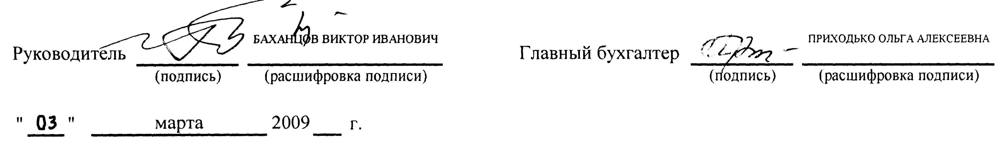 БАХАНЦОВ ВИКТОР ИВАНОВИЧ ПРИХОДЬКО ОЛЬГА АЛЕКСЕЕВНА
Руководитель Главный бухгалтер
(подпись) (расшифровка подписи) (подпись) (расшифровка подписи)
" 03 " марта 2009 г.